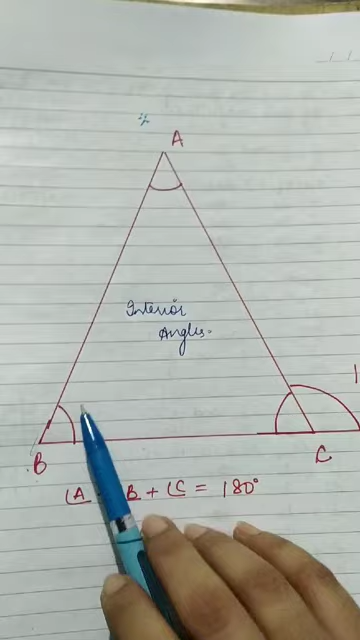 A
Interior
Angles.
B
C
∠A B + ∠C = 180°